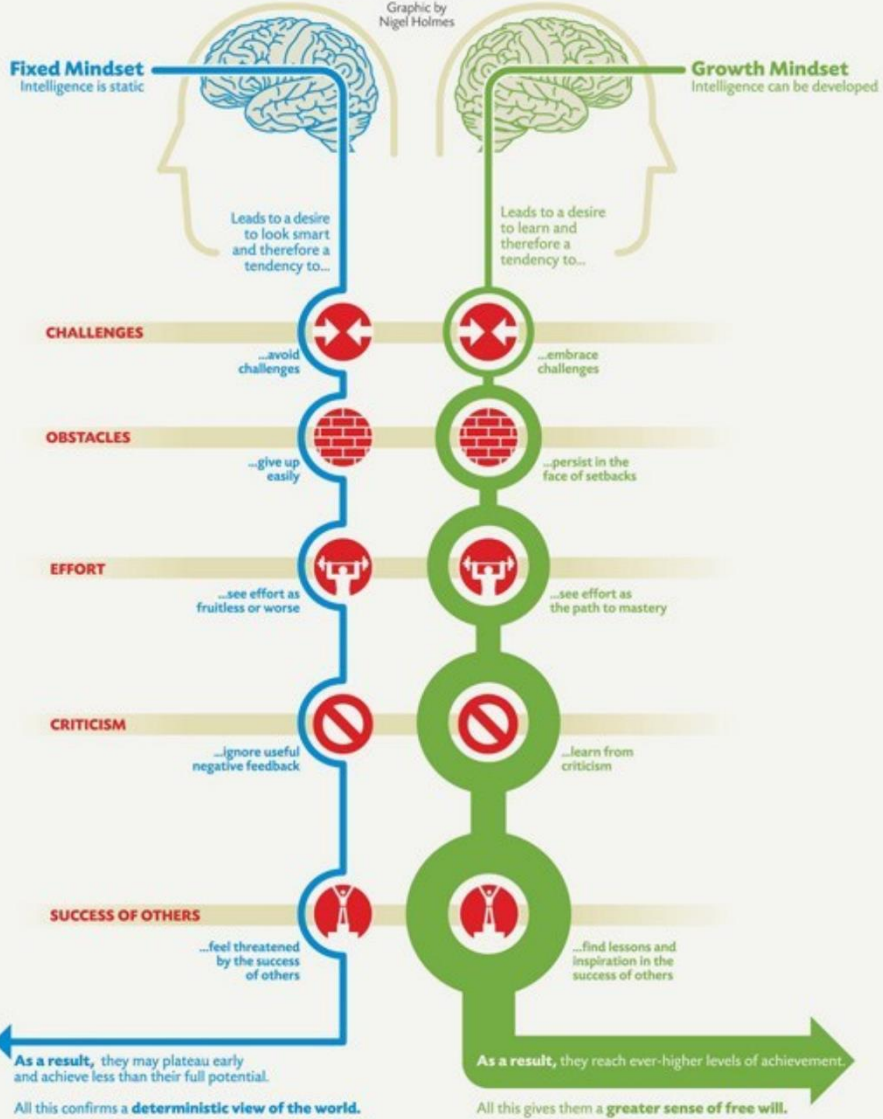 Graphic by
Nigel Holmes
Fixed Mindset
Intelligence is static
Growth Mindset
Intelligence can be developed
Leads to a desire
to look smart
and therefore a
tendency to...
Leads to a desire
to learn and
therefore a
tendency to...
CHALLENGES
...avoid
challenges
...embrace
challenges
OBSTACLES
...give up
easily
...persist in the
face of setbacks
EFFORT
...see effort as
fruitless or worse
...see effort as
the path to mastery
CRITICISM
...ignore useful
negative feedback
...learn from
criticism
SUCCESS OF OTHERS
...feel threatened
by the success
of others
...find lessons and
inspiration in the
success of others
As a result, they may plateau early
and achieve less than their full potential.
All this confirms a deterministic view of the world.
As a result, they reach ever-higher levels of achievement.
All this gives them a greater sense of free will.